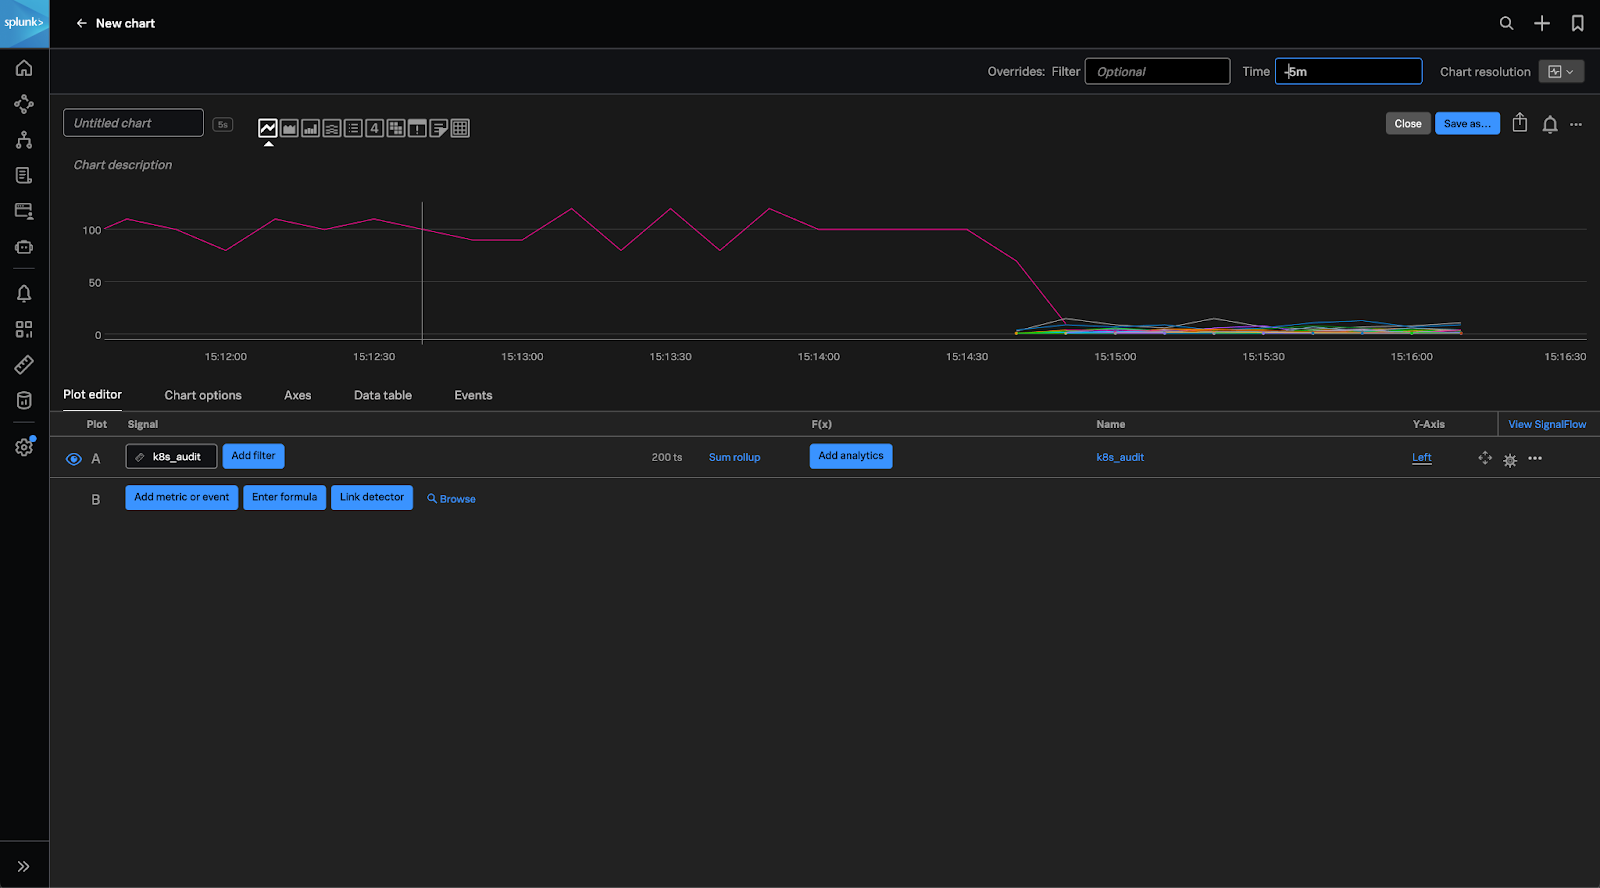 splunk>
New chart
Overrides: Filter Optional Time -5m Chart resolution
Untitled chart 5s 4 Close Save as...
Chart description
100
50
0
15:12:00 15:12:30 15:13:00 15:13:30 15:14:00 15:14:30 15:15:00 15:15:30 15:16:00 15:16:30
Plot editor Chart options Axes Data table Events
Plot Signal F(x) Name Y-Axis View SignalFlow
A k8s_audit Add filter 200 ts Sum rollup Add analytics k8s_audit Left
B Add metric or event Enter formula Link detector Browse